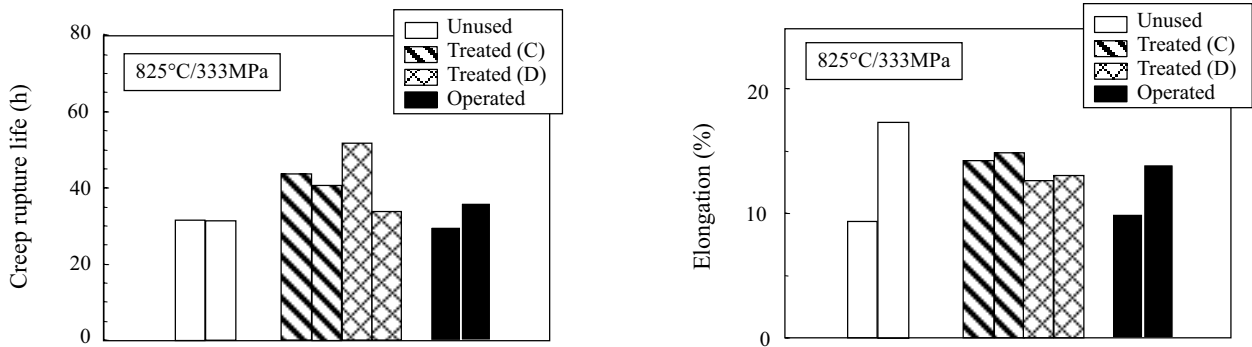 Creep rupture life (h)
80
60
40
20
0
825°C/333MPa
Unused
Treated (C)
Treated (D)
Operated
Elongation (%)
20
10
0
825°C/333MPa
Unused
Treated (C)
Treated (D)
Operated